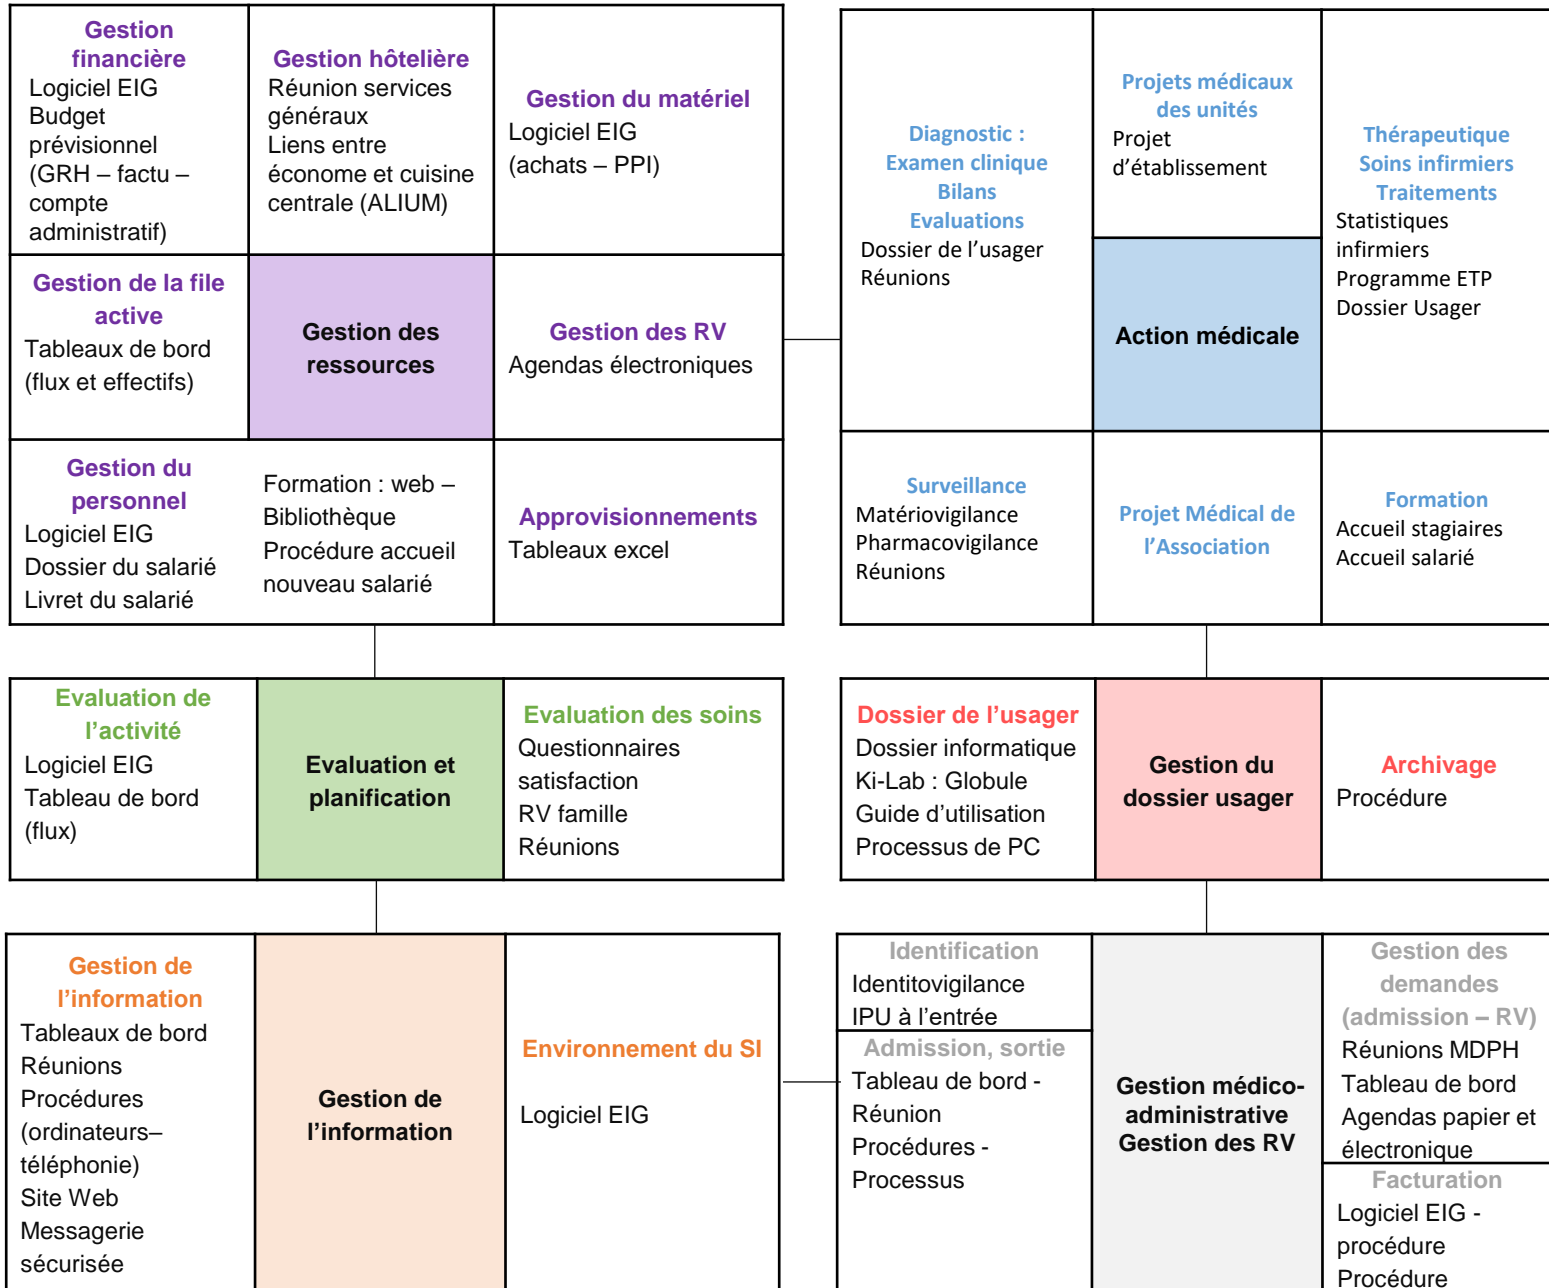 Gestion
financière
Logiciel EIG
Budget
prévisionnel
(GRH – factu –
compte
administratif)
Gestion hôtelière
Réunion services
généraux
Liens entre
économe et cuisine
centrale (ALIUM)
Gestion du matériel
Logiciel EIG
(achats – PPI)
Gestion de la file
active
Tableaux de bord
(flux et effectifs)
Gestion des
ressources
Gestion des RV
Agendas électroniques
Gestion du
personnel
Logiciel EIG
Dossier du salarié
Livret du salarié
Formation : web –
Bibliothèque
Procédure accueil
nouveau salarié
Approvisionnements
Tableaux excel
Diagnostic :
Examen clinique
Bilans
Evaluations
Dossier de l’usager
Réunions
Projets médicaux
des unités
Projet
d’établissement
Thérapeutique
Soins infirmiers
Traitements
Statistiques
infirmiers
Programme ETP
Dossier Usager
Action médicale
Surveillance
Matériovigilance
Pharmacovigilance
Réunions
Projet Médical de
l’Association
Formation
Accueil stagiaires
Accueil salarié
Evaluation de
l’activité
Logiciel EIG
Tableau de bord
(flux)
Evaluation et
planification
Evaluation des soins
Questionnaires
satisfaction
RV famille
Réunions
Dossier de l’usager
Dossier informatique
Ki-Lab : Globule
Guide d’utilisation
Processus de PC
Gestion du
dossier usager
Archivage
Procédure
Gestion de
l’information
Tableaux de bord
Réunions
Procédures
(ordinateurs–
téléphonie)
Site Web
Messagerie
sécurisée
Gestion de
l’information
Environnement du SI
Logiciel EIG
Identification
Identitovigilance
IPU à l’entrée
Admission, sortie
Tableau de bord -
Réunion
Procédures -
Processus
Gestion médico-
administrative
Gestion des RV
Gestion des
demandes
(admission – RV)
Réunions MDPH
Tableau de bord
Agendas papier et
électronique
Facturation
Logiciel EIG -
procédure
Procédure